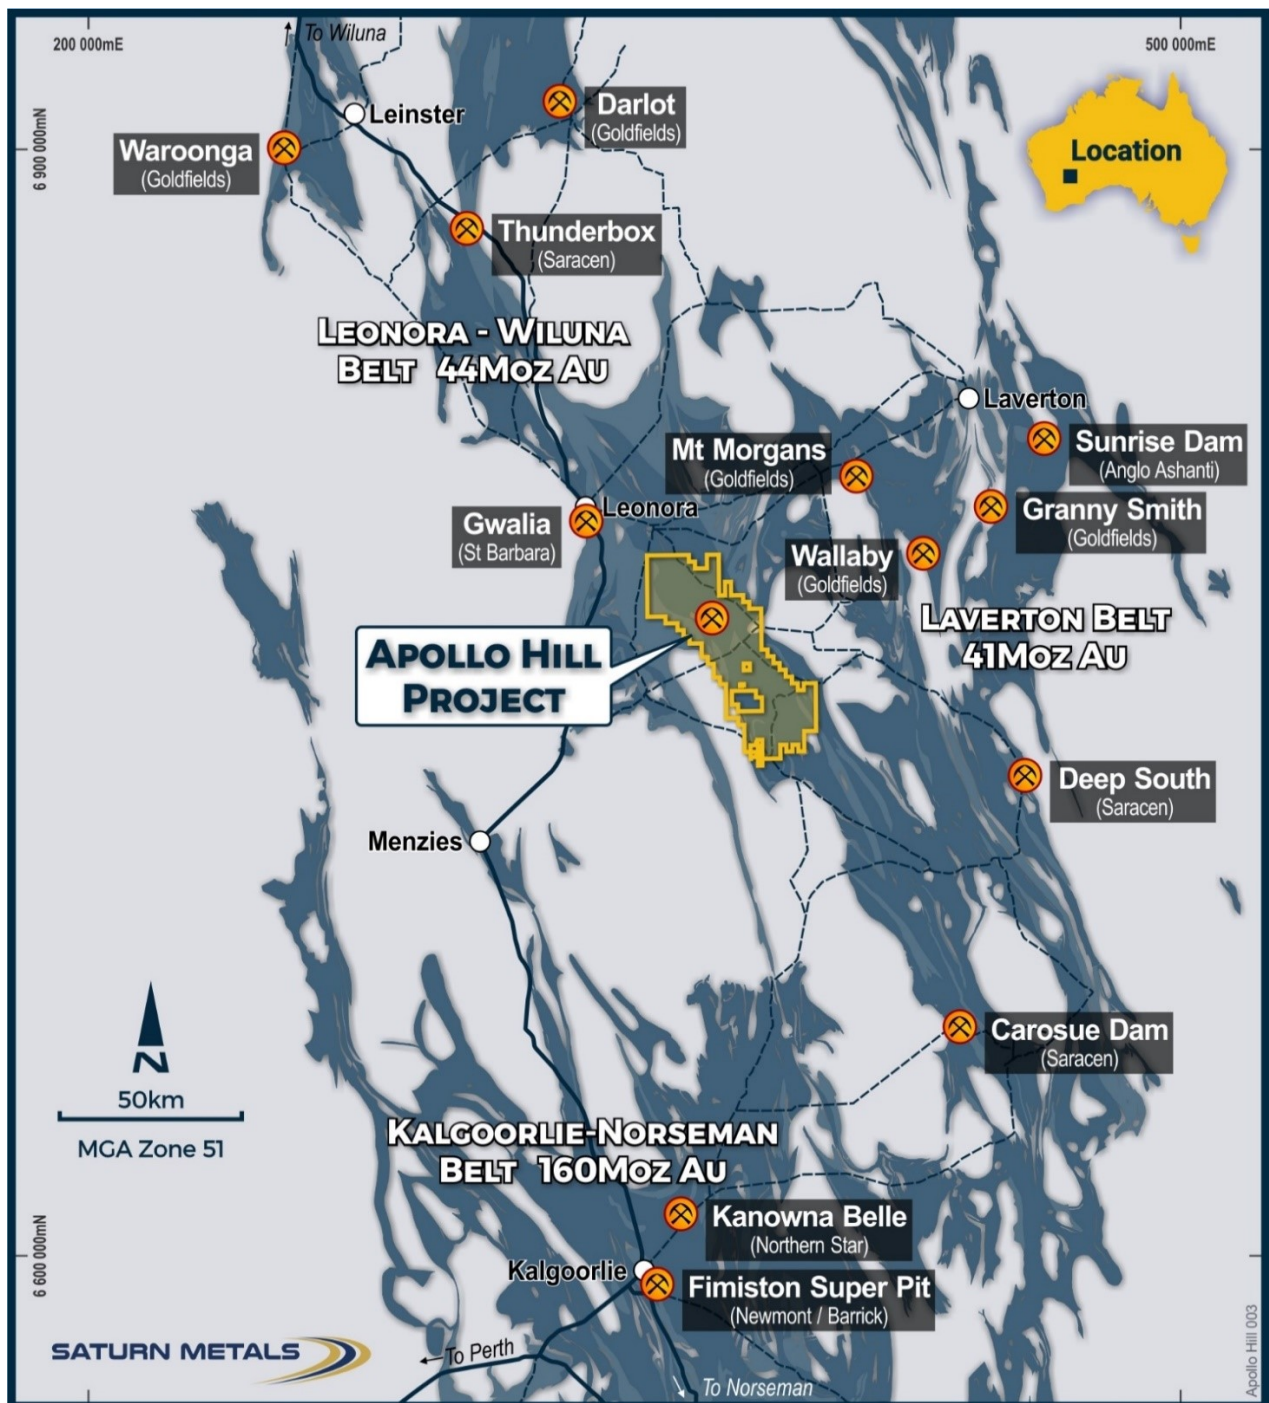 To Wiluna
200 000mE
500 000mE
6 900 000mN
Leinster
Darlot
(Goldfields)
Waroonga
(Goldfields)
Location
Thunderbox
(Saracen)
LEONORA - WILUNA
BELT 44MOZ AU
Laverton
Sunrise Dam
(Anglo Ashanti)
Mt Morgans
(Goldfields)
Leonora
Gwalia
(St Barbara)
Granny Smith
(Goldfields)
Wallaby
(Goldfields)
LAVERTON BELT
41MOZ AU
APOLLO HILL
PROJECT
Deep South
(Saracen)
Menzies
N
50km
MGA Zone 51
Carosue Dam
(Saracen)
KALGOORLIE-NORSEMAN
BELT 160MOZ AU
Kanowna Belle
(Northern Star)
6 600 000mN
Kalgoorlie
Fimiston Super Pit
(Newmont / Barrick)
SATURN METALS
To Perth
To Norseman
Apollo Hill 003